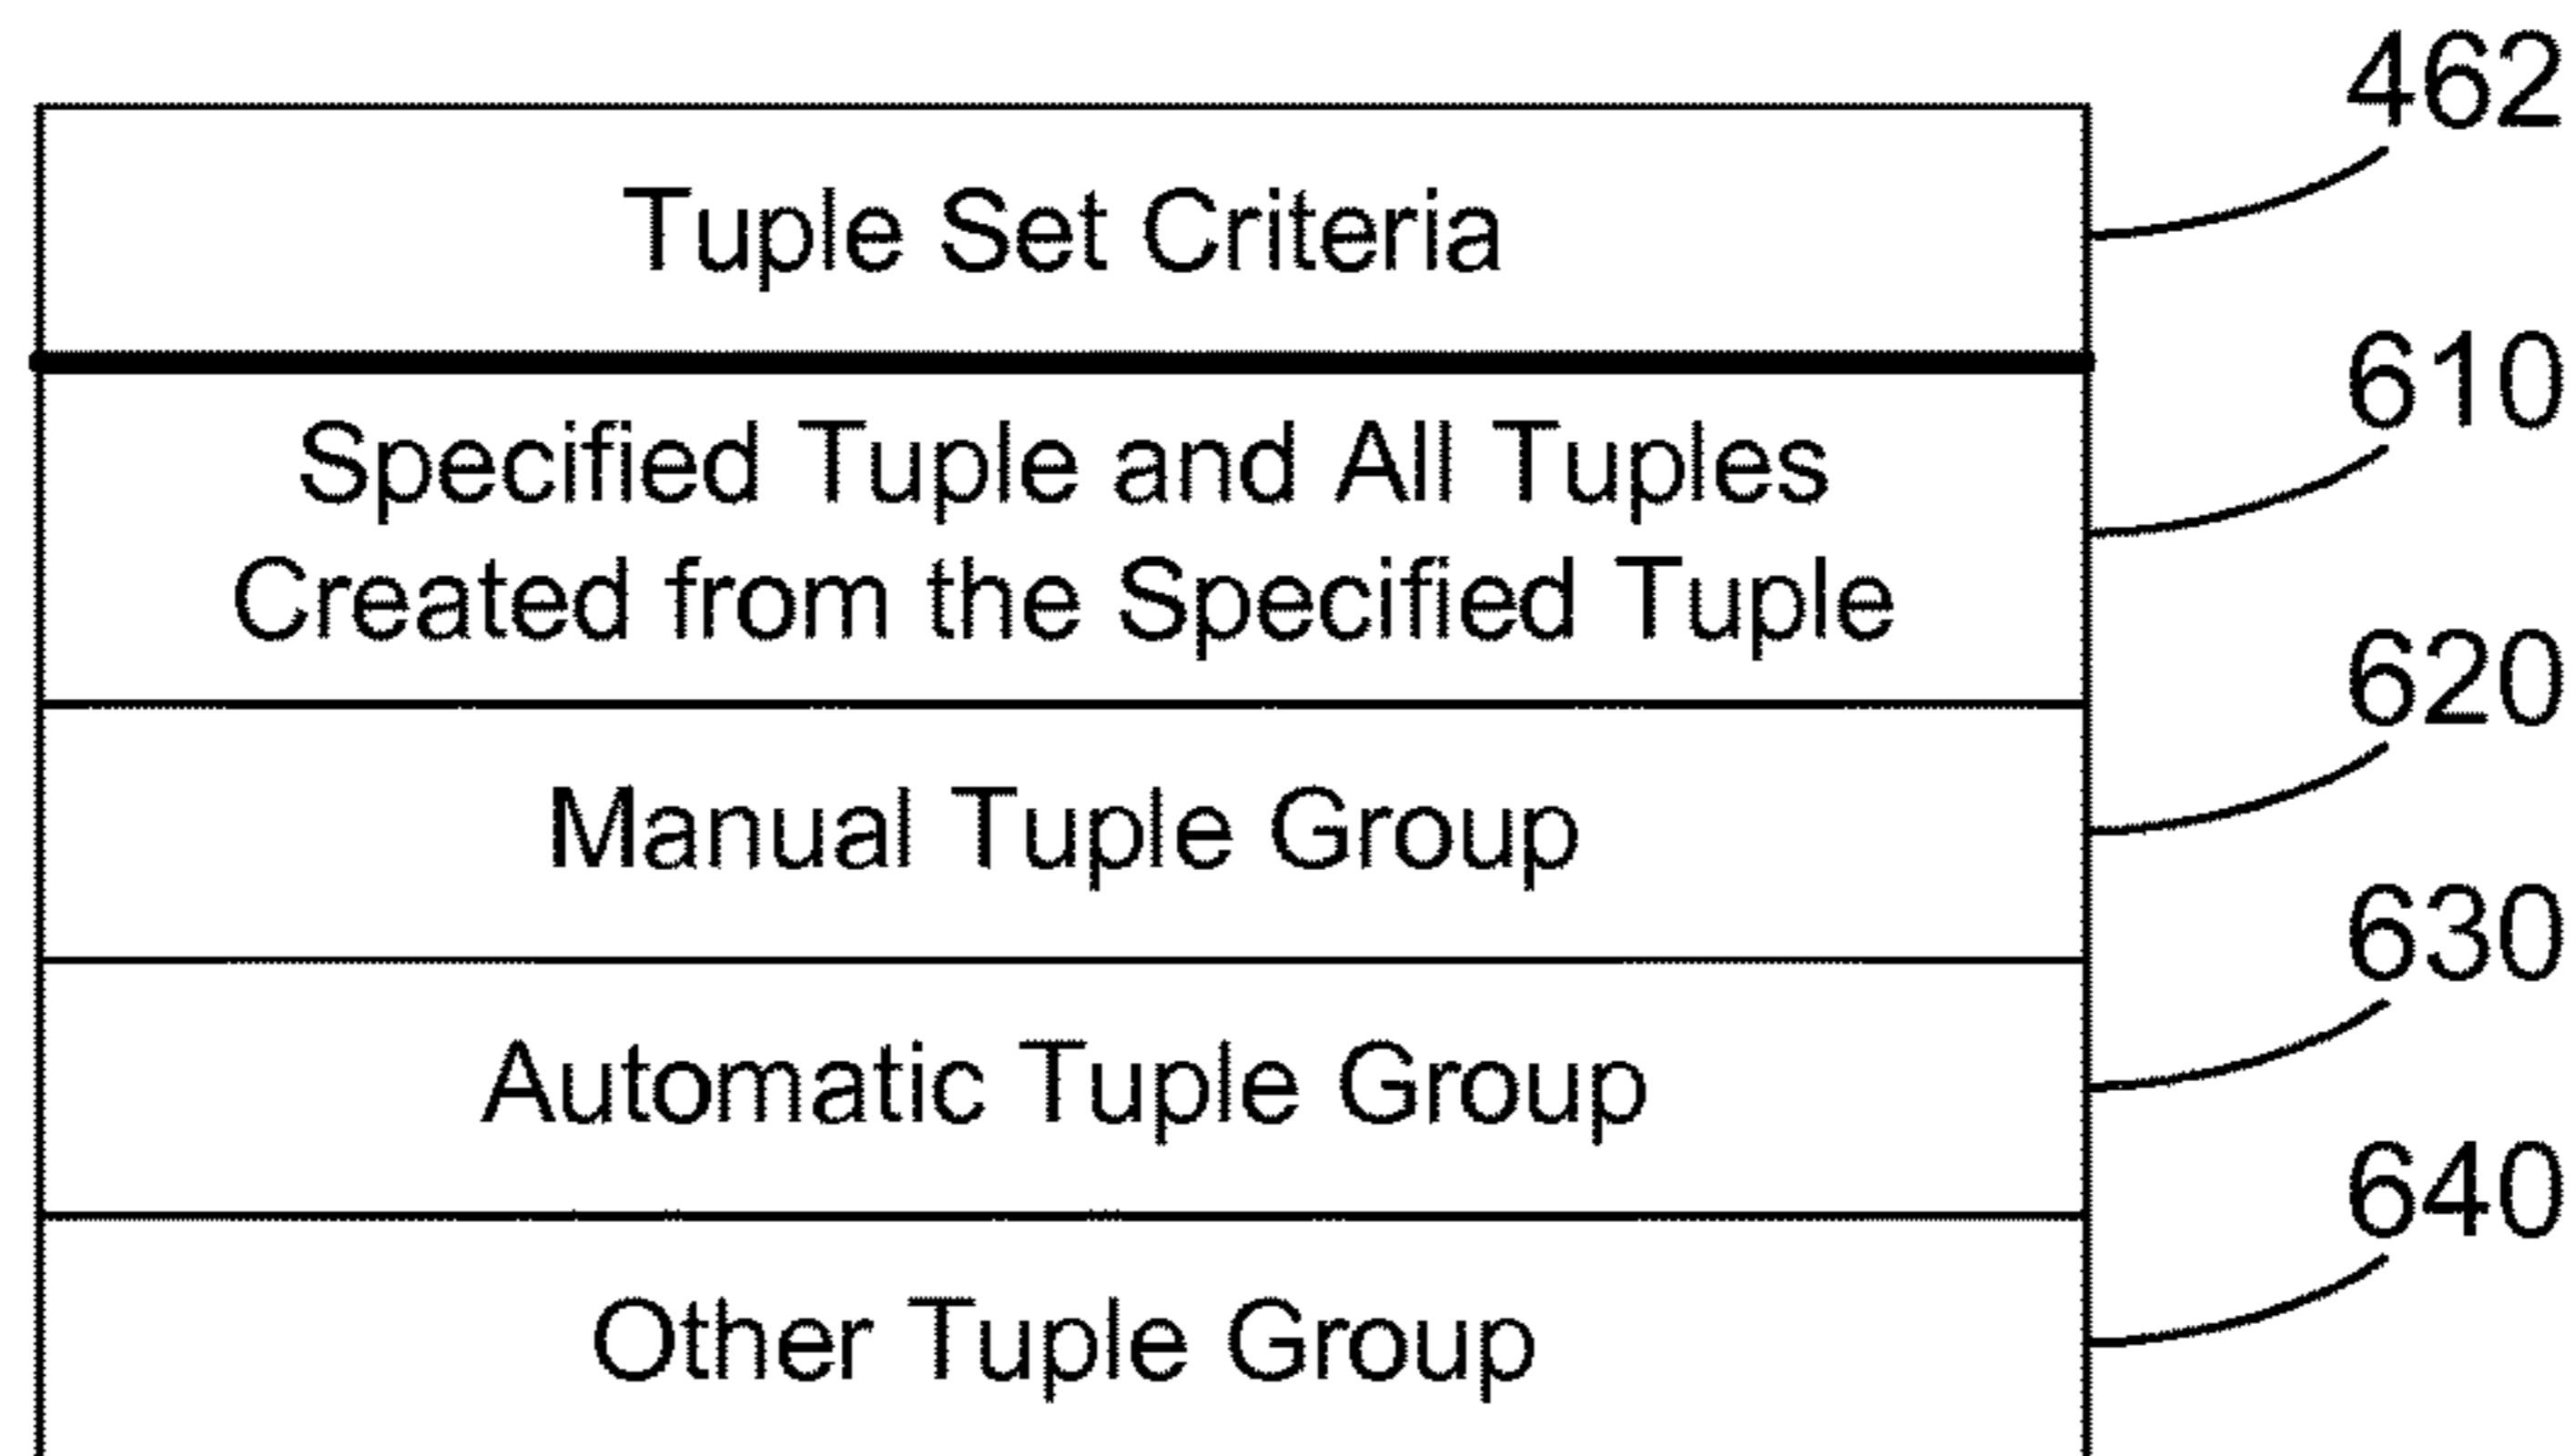 462
Tuple Set Criteria
610
Specified Tuple and All Tuples
Created from the Specified Tuple
620
Manual Tuple Group
630
Automatic Tuple Group
640
Other Tuple Group